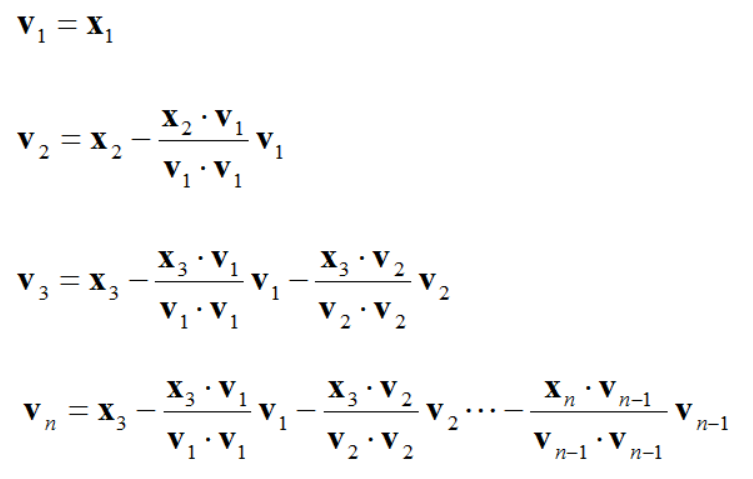 v₁ = x₁
v₂ = x₂ − (x₂ · v₁)/(v₁ · v₁) v₁
v₃ = x₃ − (x₃ · v₁)/(v₁ · v₁) v₁ − (x₃ · v₂)/(v₂ · v₂) v₂
vₙ = x₃ − (x₃ · v₁)/(v₁ · v₁) v₁ − (x₃ · v₂)/(v₂ · v₂) v₂ ··· − (xₙ · vₙ₋₁)/(vₙ₋₁ · vₙ₋₁) vₙ₋₁